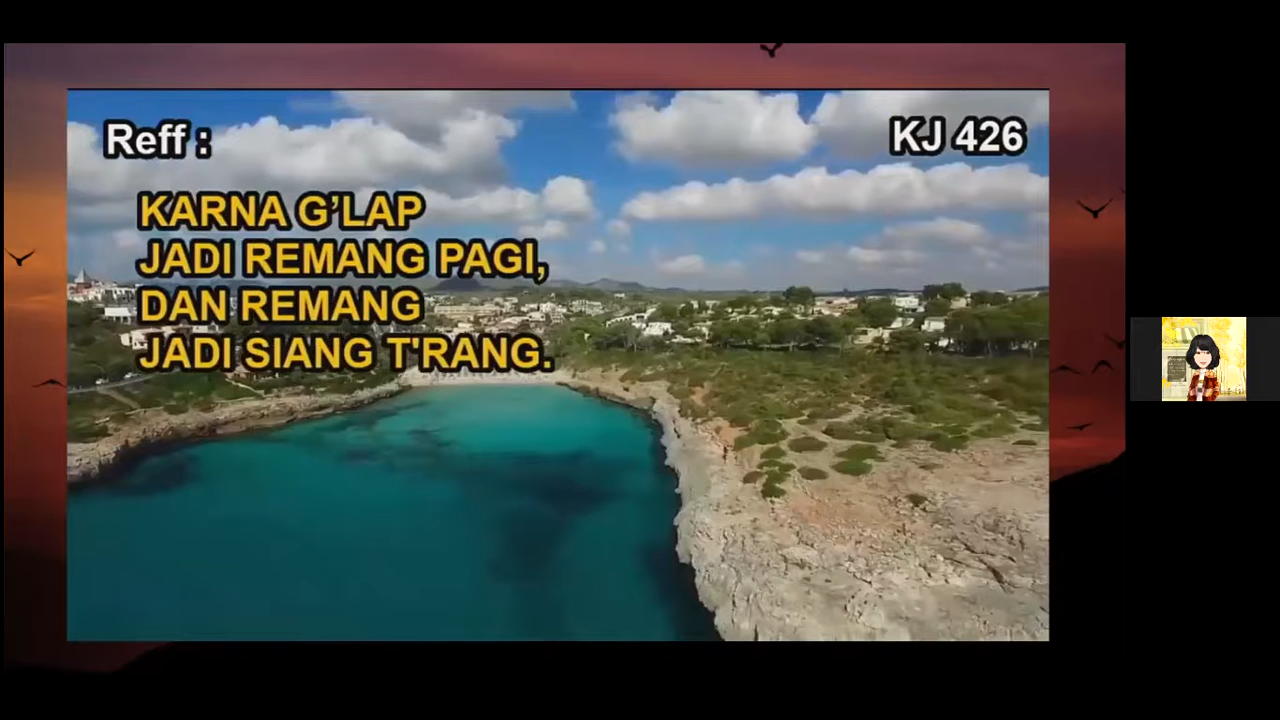 Reff :
KJ 426
KARNA G’LAP
JADI REMANG PAGI,
DAN REMANG
JADI SIANG T'RANG.